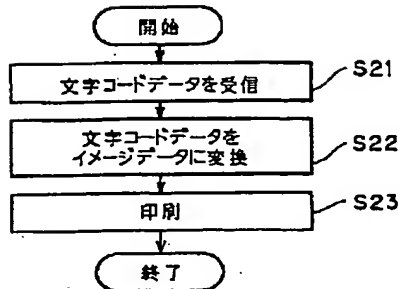 開始
文字コードデータを受信
S21
文字コードデータを
イメージデータに変換
S22
印刷
S23
終了